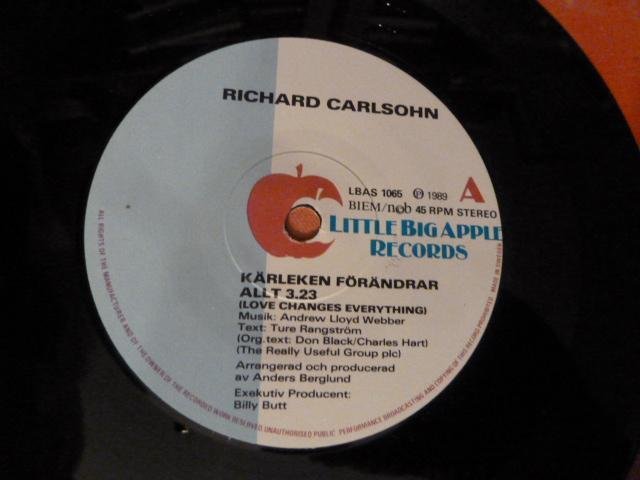 RICHARD CARLSOHN
LBAS 1065 Ⓟ 1989 A
BIEM/ncb 45 RPM STEREO
LITTLE BIG APPLE
RECORDS
KÄRLEKEN FÖRÄNDRAR
ALLT 3.23
(LOVE CHANGES EVERYTHING)
Musik: Andrew Lloyd Webber
Text: Ture Rangström
(Org.text: Don Black/Charles Hart)
(The Really Useful Group plc)
Arrangerad och producerad
av Anders Berglund
Exekutiv Producent:
Billy Butt
ALL RIGHTS OF THE MANUFACTURER AND OF THE OWNER OF THE RECORDED WORK RESERVED. UNAUTHORISED PUBLIC PERFORMANCE BROADCASTING AND COPYING OF THIS RECORD PROHIBITED. MADE IN SWEDEN